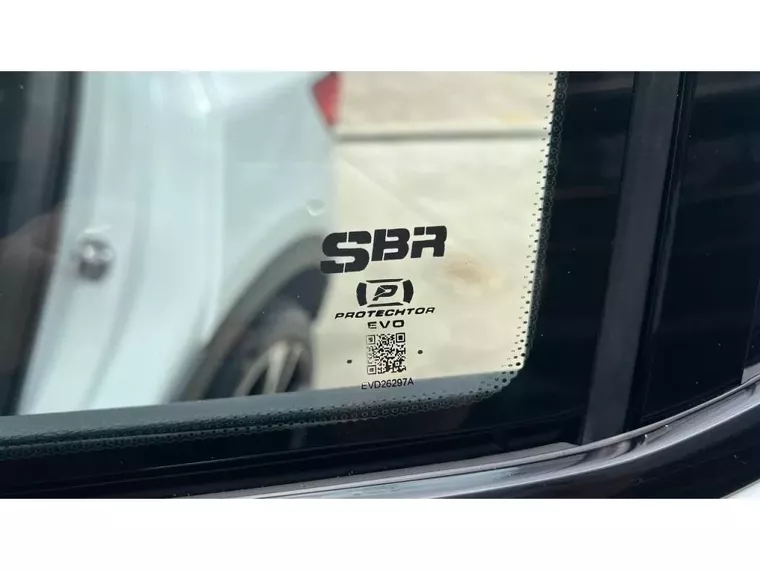 SBR
P
PROTECHTOR
EVO
EVD26297A